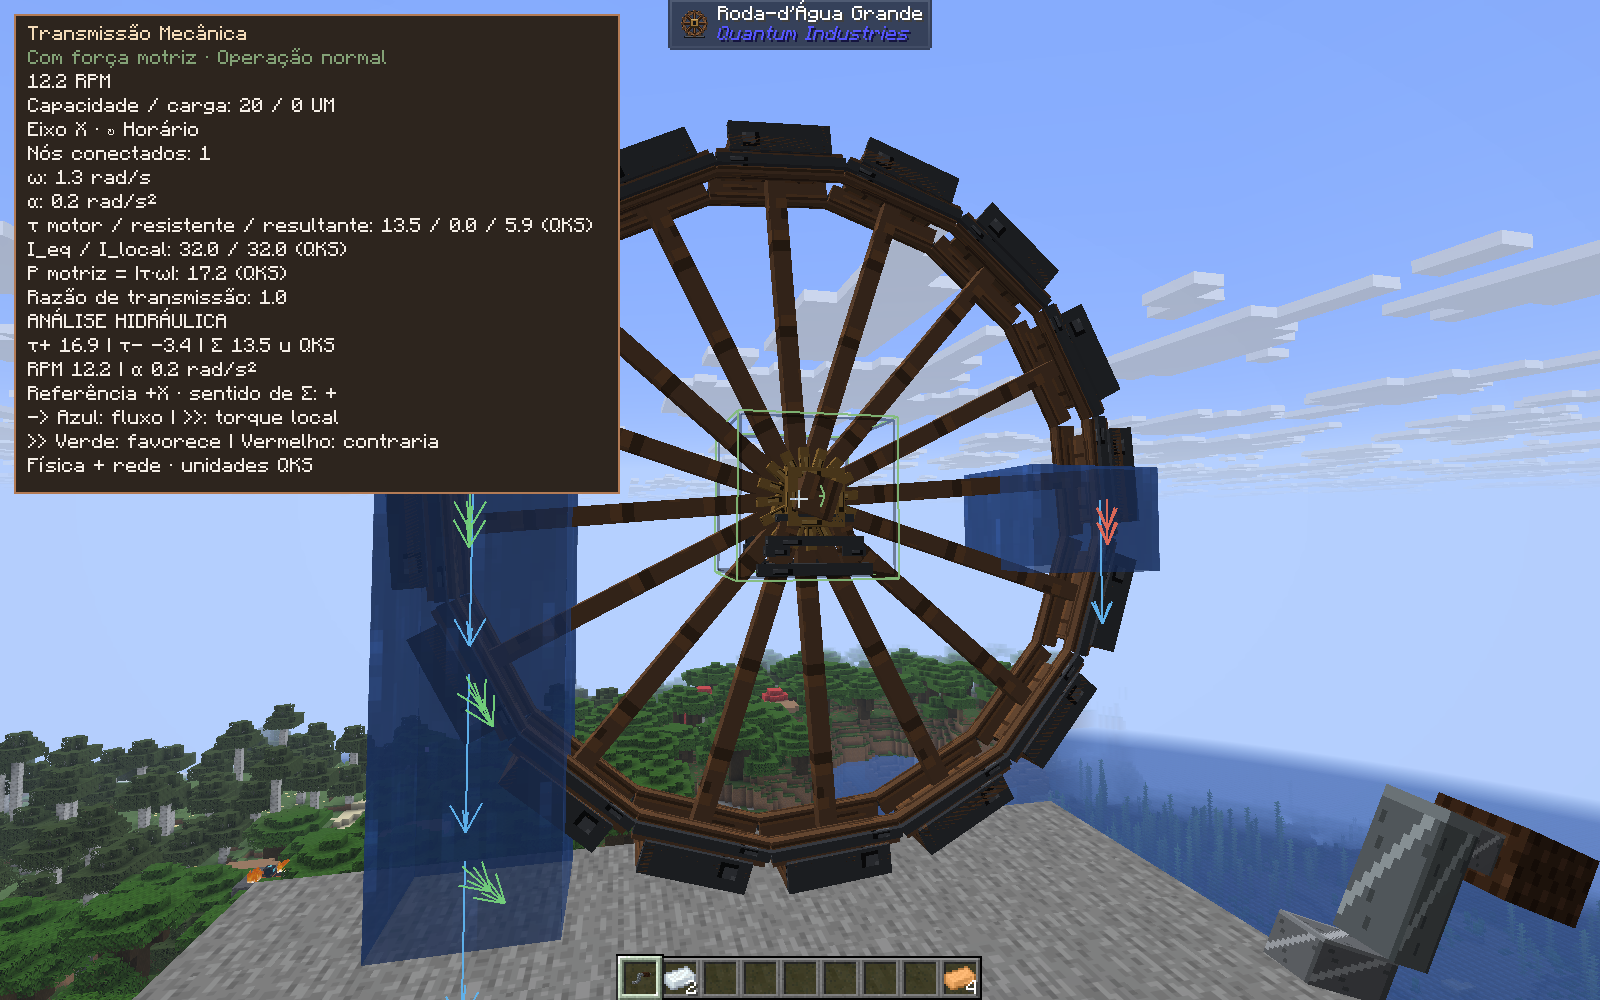 Transmissão Mecânica
Com força motriz · Operação normal
12.2 RPM
Capacidade / carga: 20 / 0 UM
Eixo X · ↻ Horário
Nós conectados: 1
ω: 1.3 rad/s
α: 0.2 rad/s²
τ motor / resistente / resultante: 13.5 / 0.0 / 5.9 (QKS)
I_eq / I_local: 32.0 / 32.0 (QKS)
P motriz = |τ·ω|: 17.2 (QKS)
Razão de transmissão: 1.0
ANÁLISE HIDRÁULICA
τ+ 16.9 | τ− −3.4 | Σ 13.5 u QKS
RPM 12.2 | α 0.2 rad/s²
Referência +X · sentido de Σ: +
–> Azul: fluxo | >>: torque local
>> Verde: favorece | Vermelho: contraria
Física + rede · unidades QKS
Roda-d'Água Grande
Quantum Industries
2
4